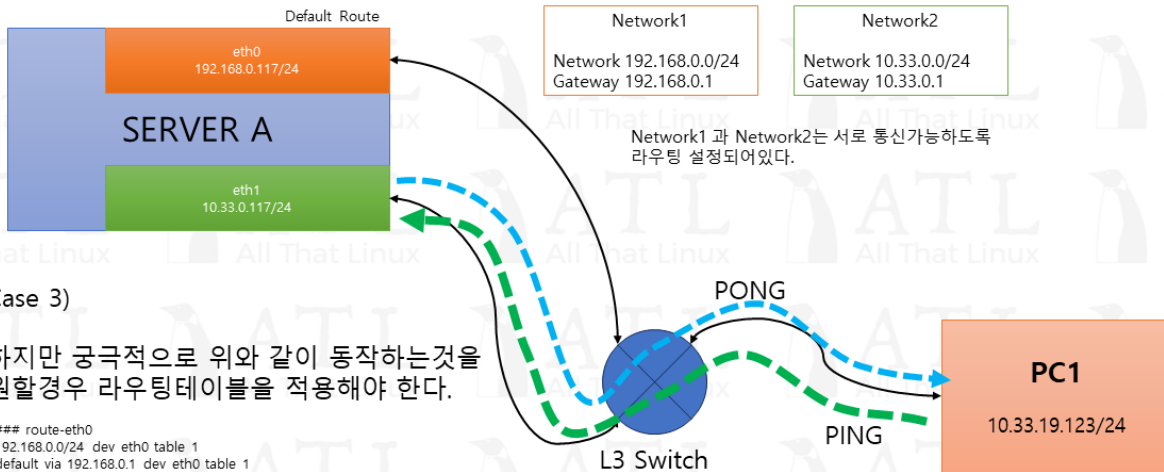 Default Route
eth0
192.168.0.117/24
SERVER A
eth1
10.33.0.117/24
Network1
Network 192.168.0.0/24
Gateway 192.168.0.1
Network2
Network 10.33.0.0/24
Gateway 10.33.0.1
Network1 과 Network2는 서로 통신가능하도록
라우팅 설정되어있다.
ase 3)
하지만 궁극적으로 위와 같이 동작하는것을
원할경우 라우팅테이블을 적용해야 한다.
## route-eth0
92.168.0.0/24 dev eth0 table 1
default via 192.168.0.1 dev eth0 table 1
PONG
PING
L3 Switch
PC1
10.33.19.123/24
ATL
All That Linux